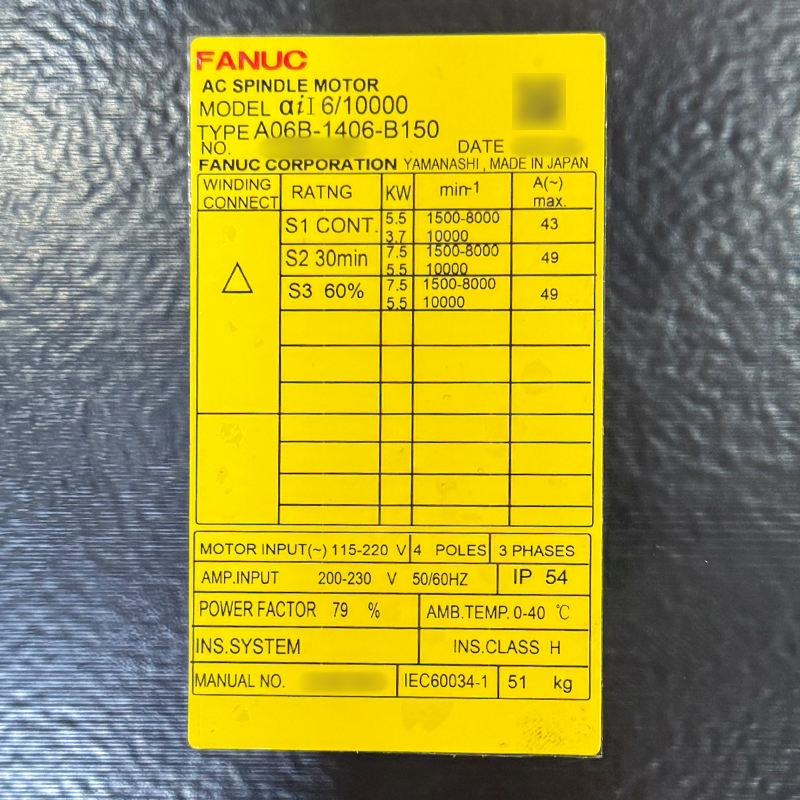 FANUC
AC SPINDLE MOTOR
MODEL αiI 6/10000
TYPE A06B-1406-B150
NO. DATE
FANUC CORPORATION YAMANASHI, MADE IN JAPAN
WINDING CONNECT RATNG KW min-1 A(~) max.
S1 CONT. 5.5 1500-8000 43
3.7 10000
S2 30min 7.5 1500-8000 49
5.5 10000
S3 60% 7.5 1500-8000 49
5.5 10000
MOTOR INPUT(~) 115-220 V 4 POLES 3 PHASES
AMP.INPUT 200-230 V 50/60HZ IP 54
POWER FACTOR 79 % AMB.TEMP. 0-40 ℃
INS.SYSTEM INS.CLASS H
MANUAL NO. IEC60034-1 51 kg